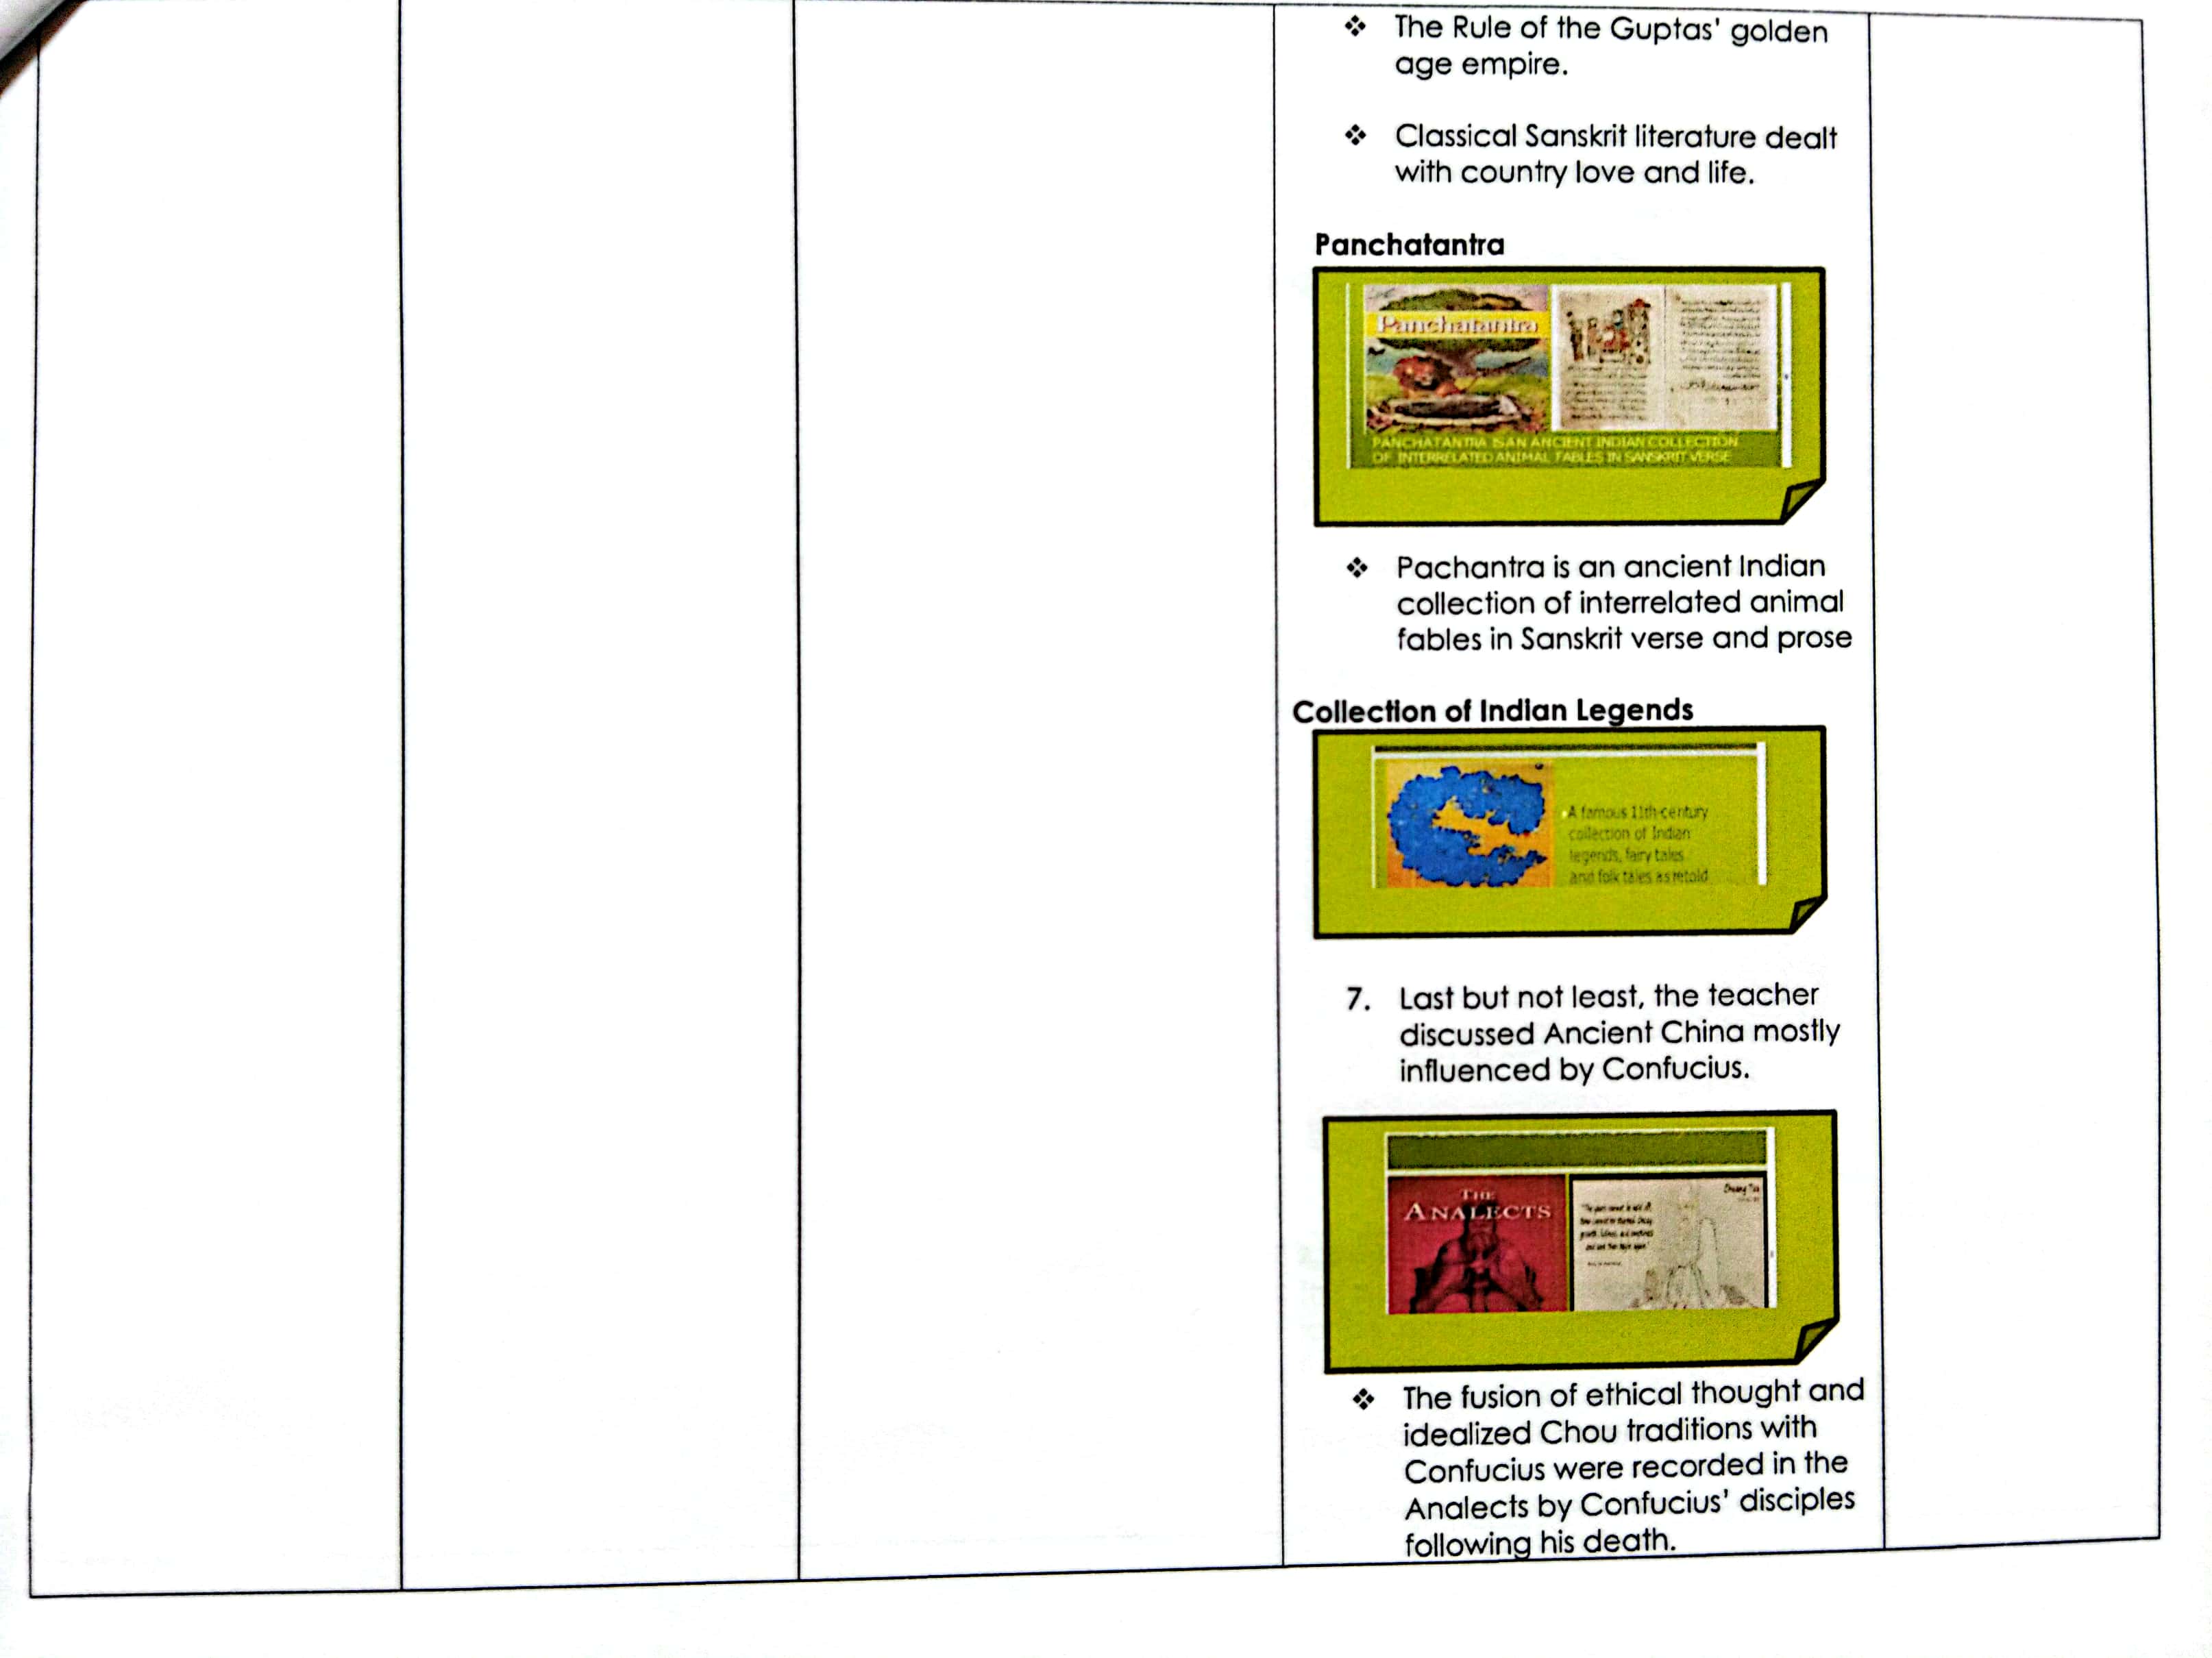 ❖ The Rule of the Guptas' golden
age empire.
❖ Classical Sanskrit literature dealt
with country love and life.
Panchatantra
Panchatantra
PANCHATANTRA IS AN ANCIENT INDIAN COLLECTION
OF INTERRELATED ANIMAL FABLES IN SANSKRIT VERSE
❖ Pachantra is an ancient Indian
collection of interrelated animal
fables in Sanskrit verse and prose
Collection of Indian Legends
•A famous 11th-century
collection of Indian
legends, fairy tales
and folk tales as retold
7. Last but not least, the teacher
discussed Ancient China mostly
influenced by Confucius.
THE
ANALECTS
❖ The fusion of ethical thought and
idealized Chou traditions with
Confucius were recorded in the
Analects by Confucius' disciples
following his death.